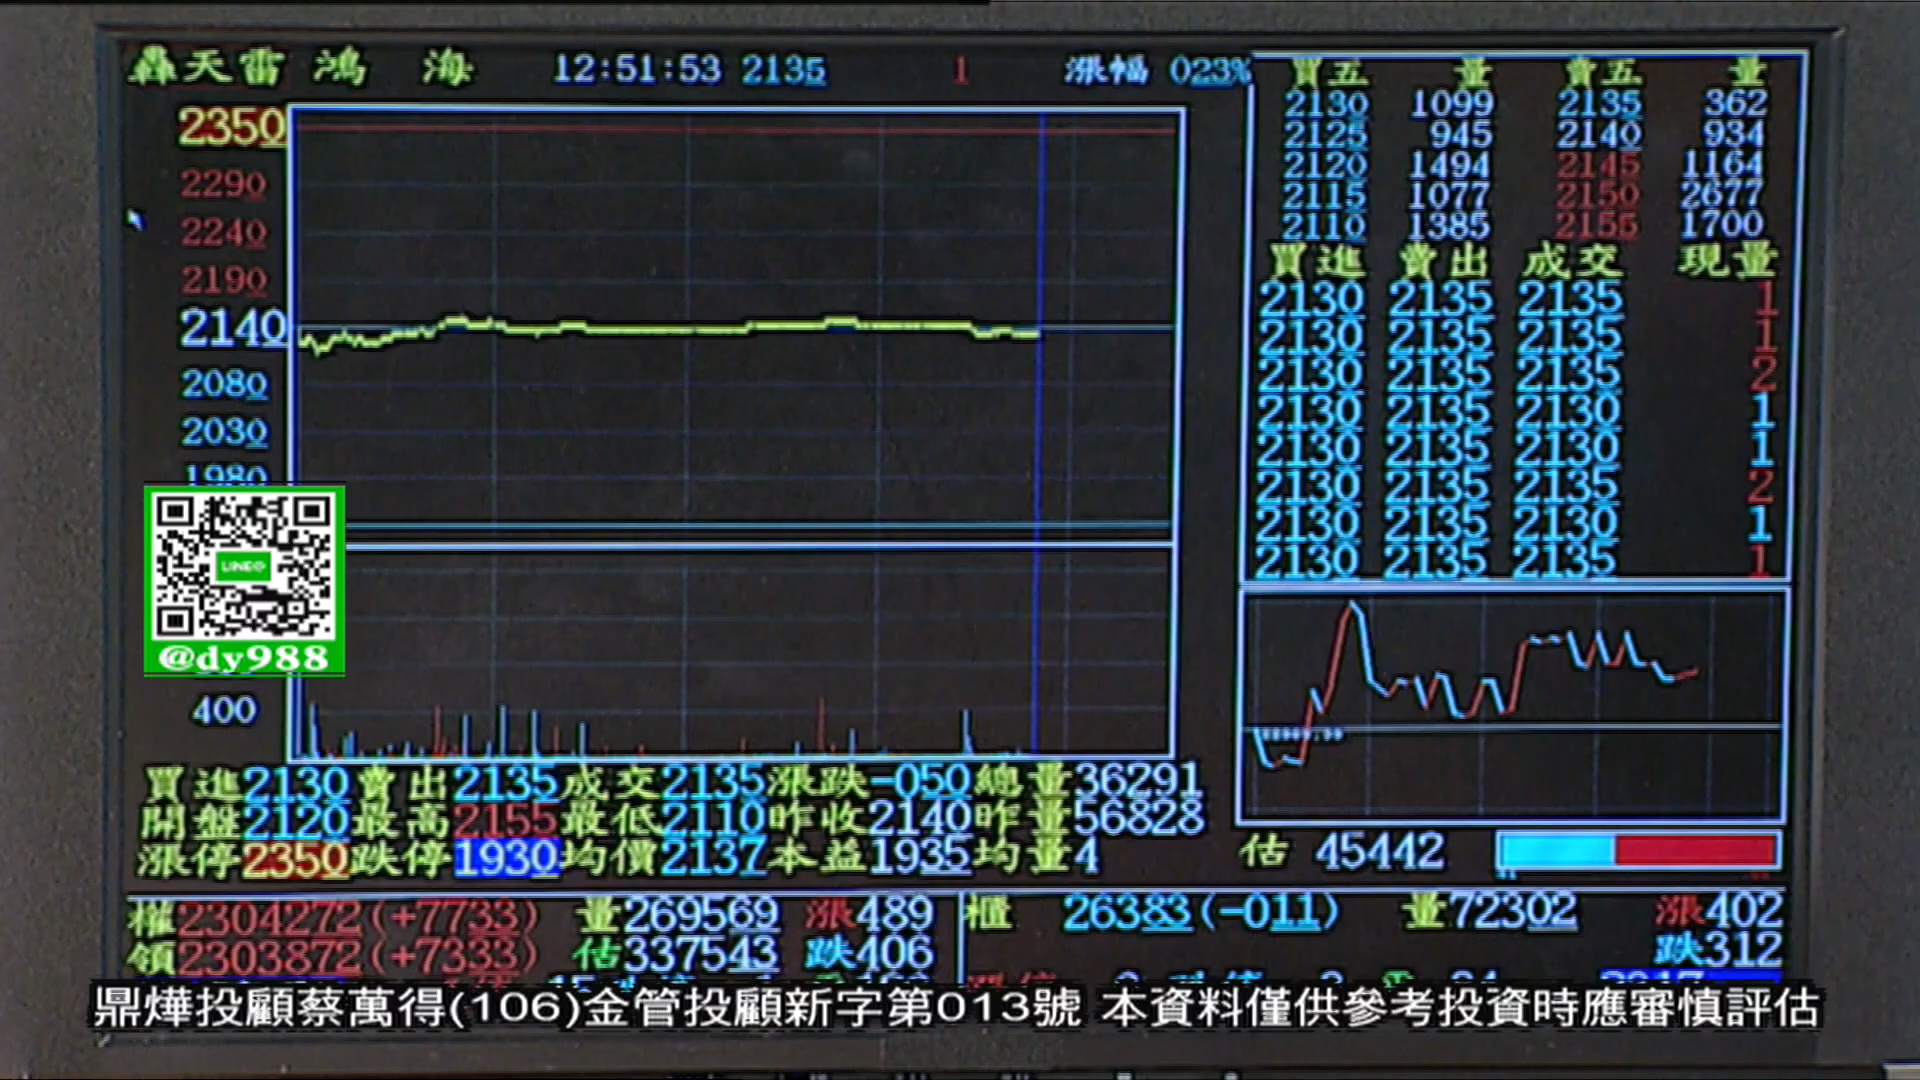 轟天雷 鴻 海 12:51:53 2135 1 漲幅 023%
2350
2290
2240
2190
2140
2080
2030
1980
400
買五 量 賣五 量
2130 1099 2135 362
2125 945 2140 934
2120 1494 2145 1164
2115 1077 2150 2677
2110 1385 2155 1700
買進 賣出 成交 現量
2130 2135 2135 1
2130 2135 2135 1
2130 2135 2135 2
2130 2135 2130 1
2130 2135 2130 1
2130 2135 2135 2
2130 2135 2130 1
2130 2135 2135 1
LINE@
@dy988
買進2130賣出2135成交2135漲跌-050總量36291
開盤2120最高2155最低2110昨收2140昨量56828
漲停2350跌停1930均價2137本益1935均量4
估 45442
權2304272(+7733) 量269569 漲489
領2303872(+7333) 估337543 跌406
櫃 26383(-011) 量72302 漲402
跌312
鼎燁投顧蔡萬得(106)金管投顧新字第013號 本資料僅供參考投資時應審慎評估